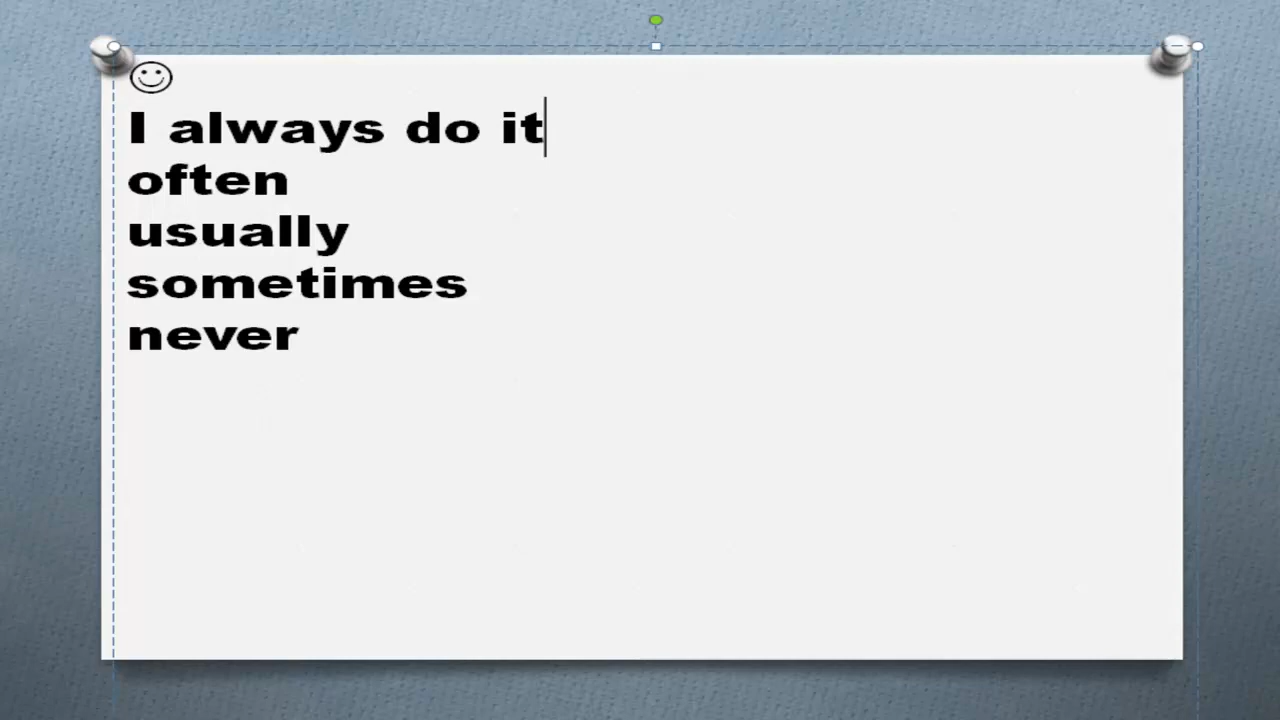 ☺
I always do it
often
usually
sometimes
never